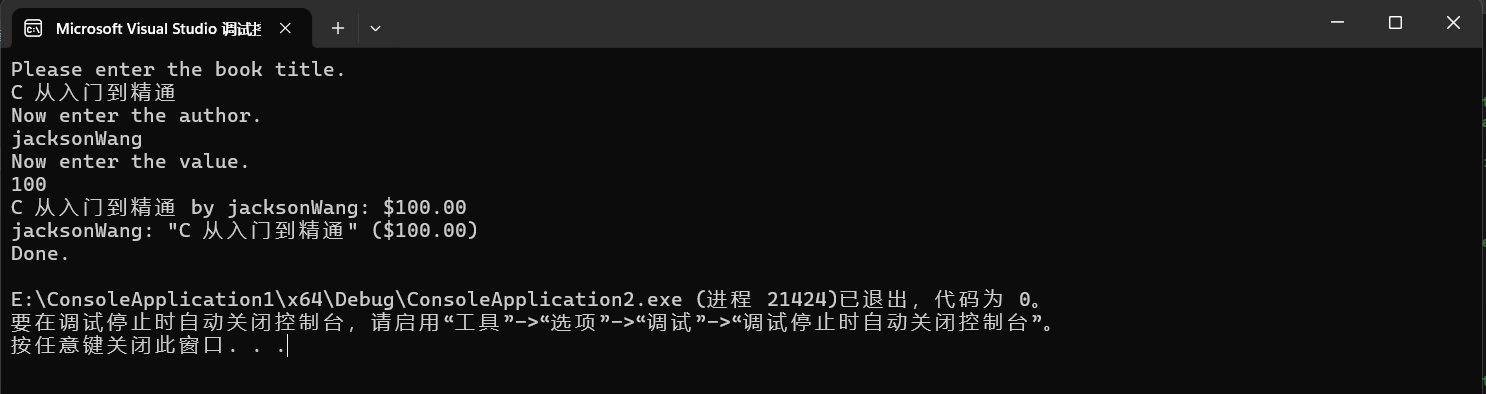 Microsoft Visual Studio 调试
Please enter the book title.
C 从入门到精通
Now enter the author.
jacksonWang
Now enter the value.
100
C 从入门到精通 by jacksonWang: $100.00
jacksonWang: "C 从入门到精通" ($100.00)
Done.
E:\ConsoleApplication1\x64\Debug\ConsoleApplication2.exe (进程 21424)已退出，代码为 0。
要在调试停止时自动关闭控制台，请启用“工具”->“选项”->“调试”->“调试停止时自动关闭控制台”。
按任意键关闭此窗口. . .